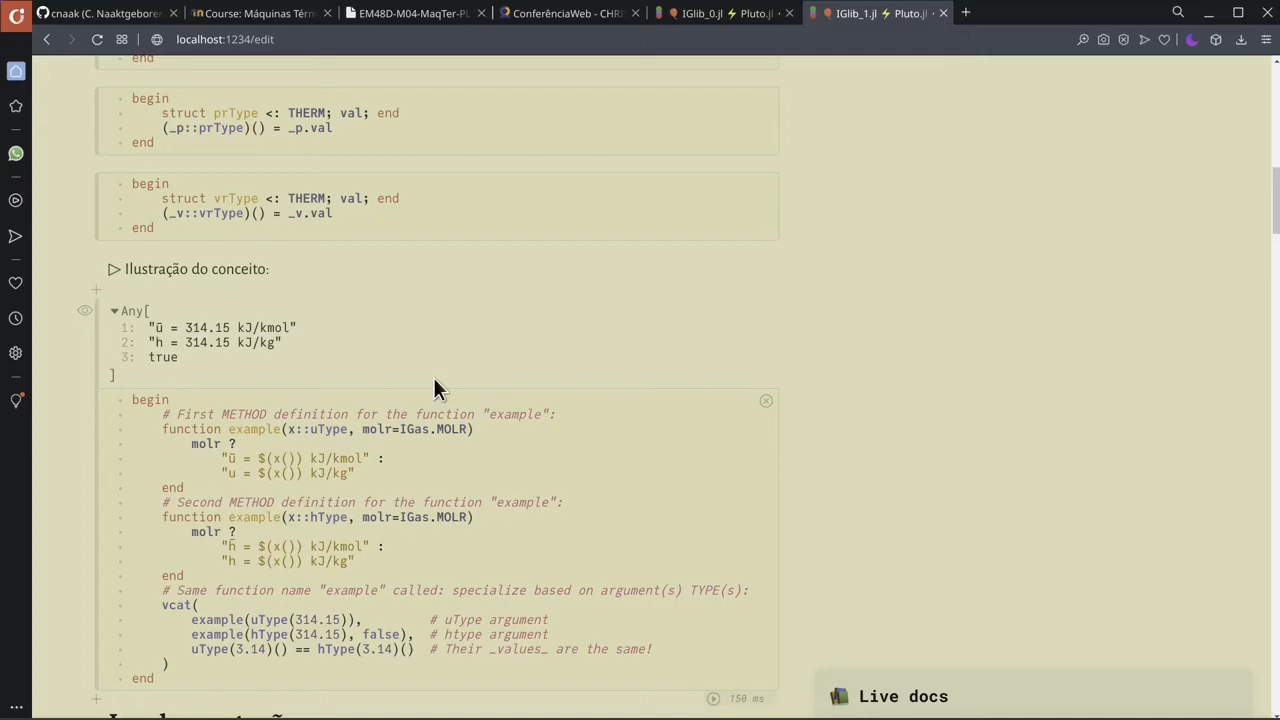 cnaak (C. Naaktgeboren
Course: Máquinas Térm
EM48D-M04-MaqTer-PL
ConferênciaWeb - CHR
IGlib_0.jl ⚡ Pluto.jl
IGlib_1.jl ⚡ Pluto.jl
localhost:1234/edit
end
begin
struct prType <: THERM; val; end
(_p::prType)() = _p.val
end
begin
struct vrType <: THERM; val; end
(_v::vrType)() = _v.val
end
▷ Ilustração do conceito:
Any[
1: "ū = 314.15 kJ/kmol"
2: "h = 314.15 kJ/kg"
3: true
]
begin
# First METHOD definition for the function "example":
function example(x::uType, molr=IGas.MOLR)
molr ?
"ū = $(x()) kJ/kmol" :
"u = $(x()) kJ/kg"
end
# Second METHOD definition for the function "example":
function example(x::hType, molr=IGas.MOLR)
molr ?
"h̄ = $(x()) kJ/kmol" :
"h = $(x()) kJ/kg"
end
# Same function name "example" called: specialize based on argument(s) TYPE(s):
vcat(
example(uType(314.15)), # uType argument
example(hType(314.15), false), # htype argument
uType(3.14)() == hType(3.14)() # Their _values_ are the same!
)
end
150 ms
Live docs